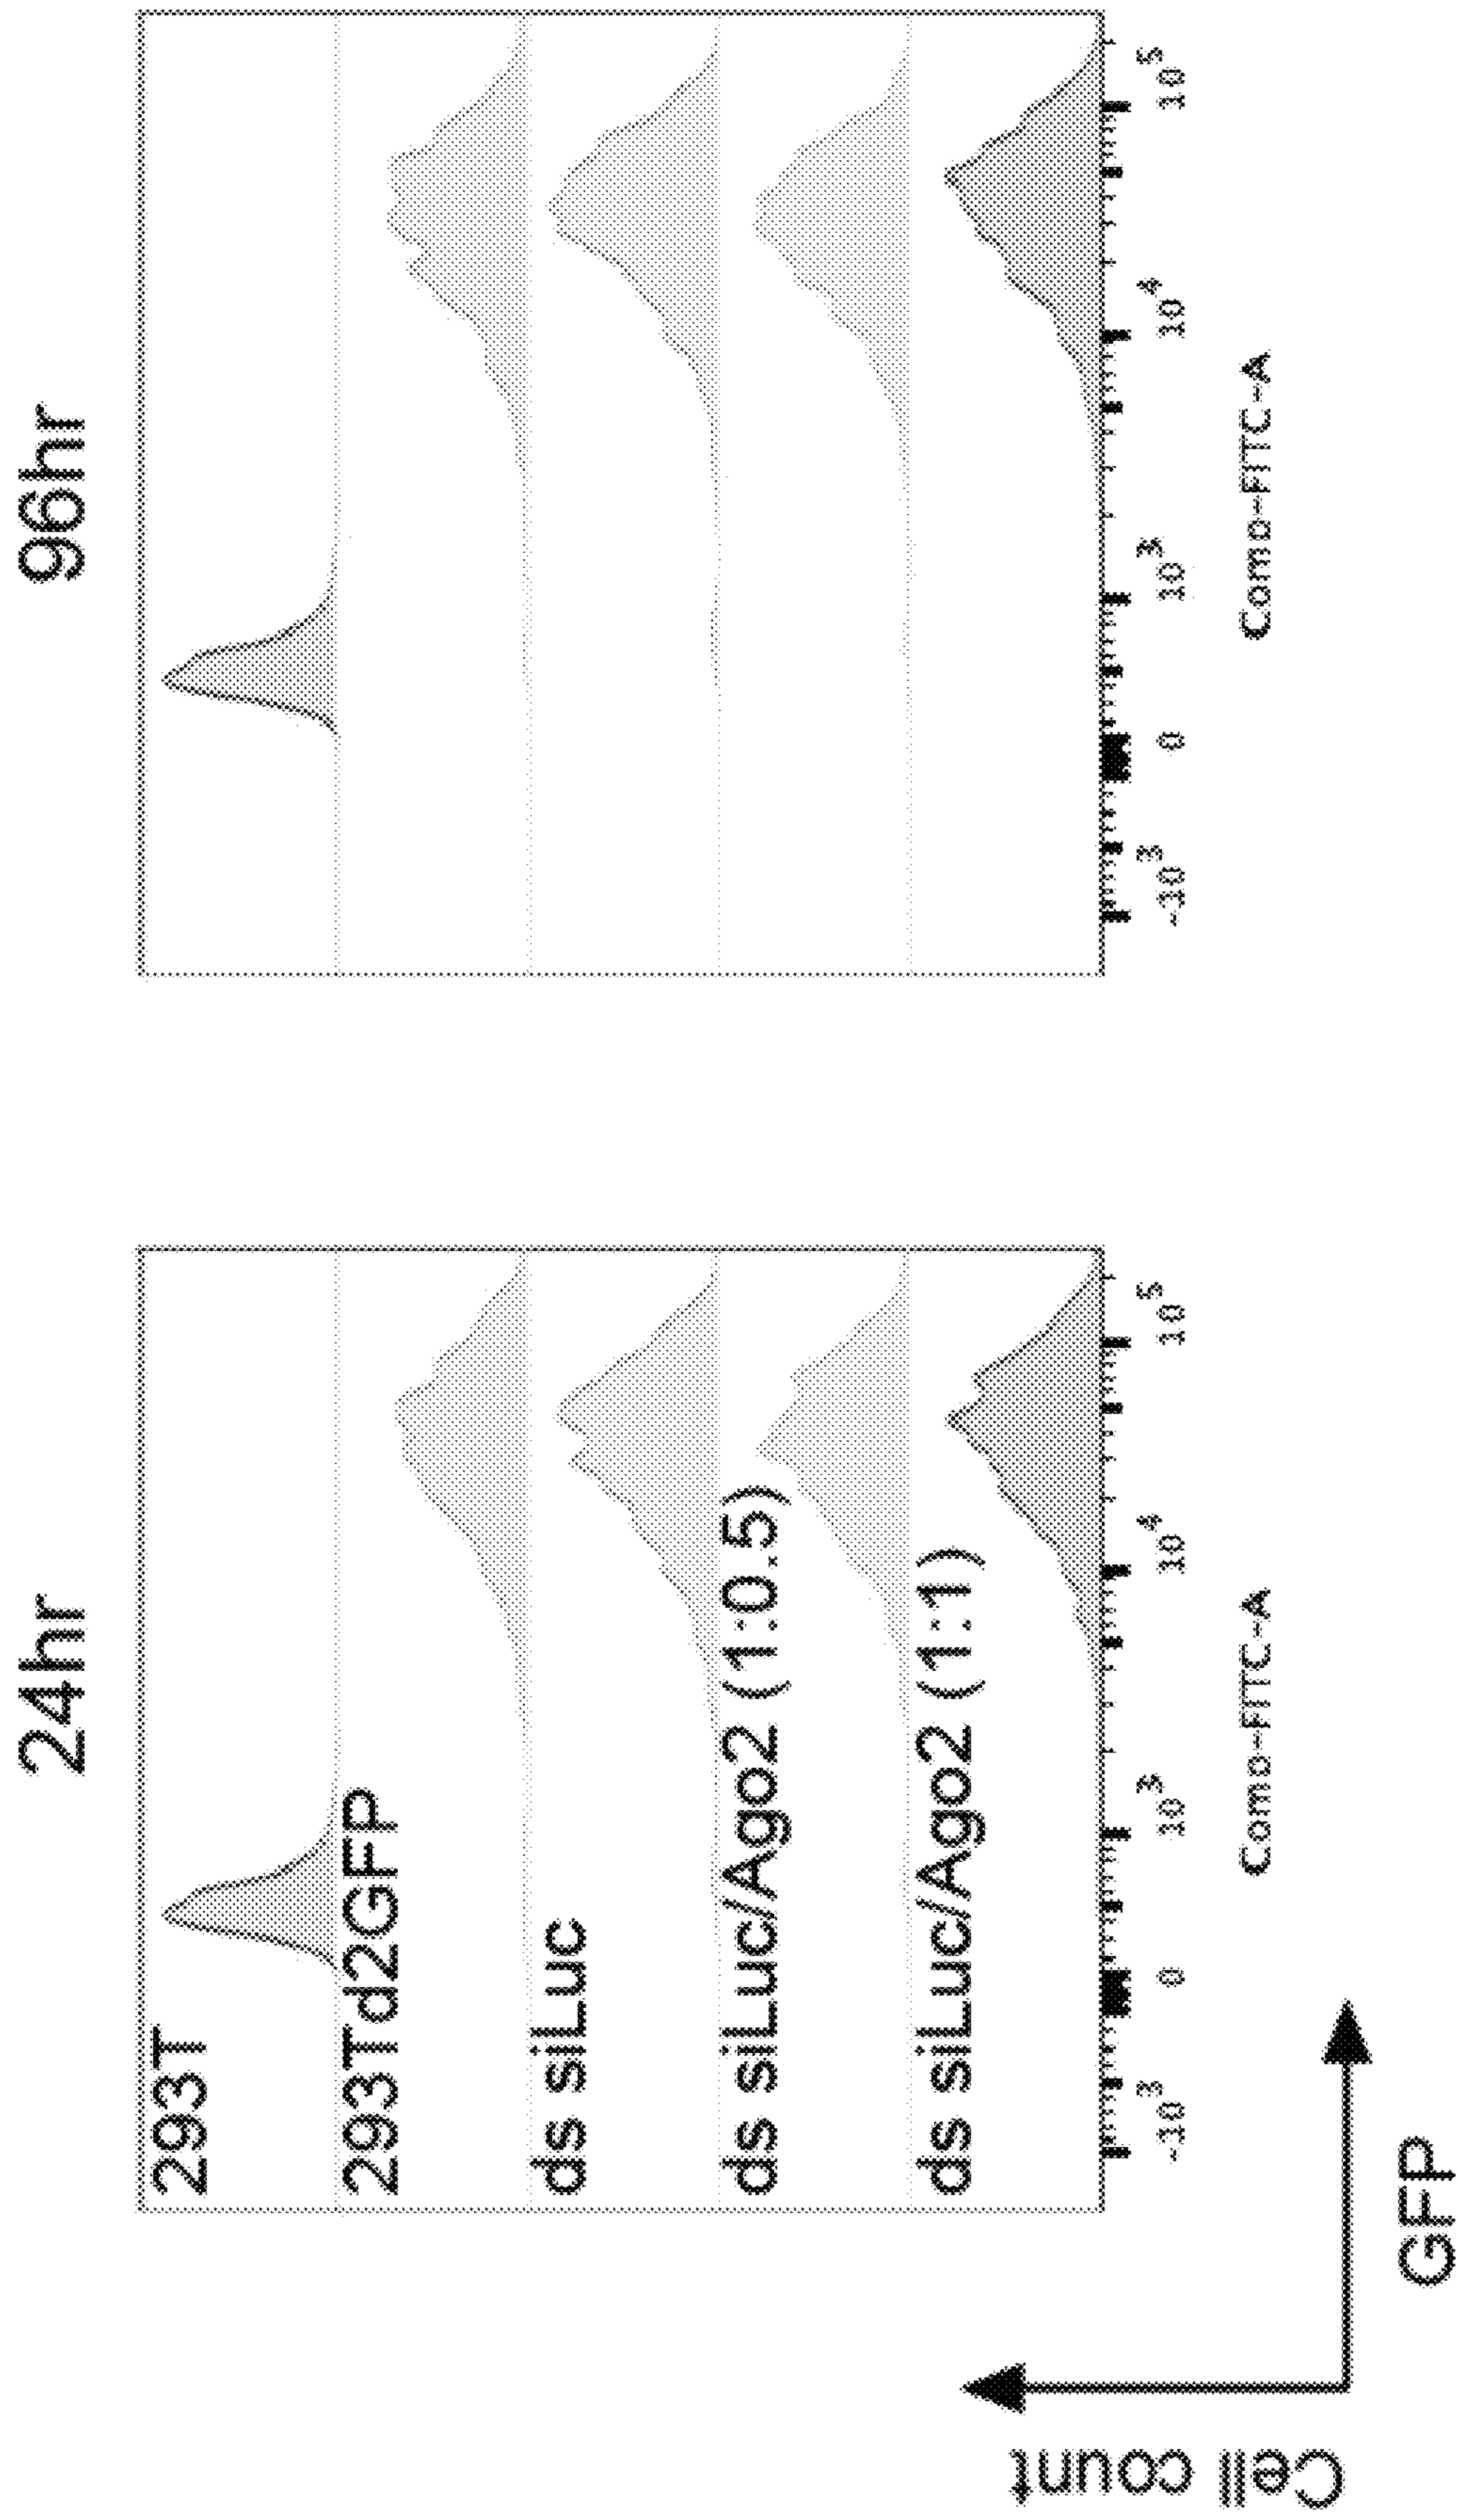 24hr
96hr
293T
293Td2GFP
ds siLuc
ds siLuc/Ago2 (1:0.5)
ds siLuc/Ago2 (1:1)
-10³ 0 10³ 10⁴ 10⁵
-10³ 0 10³ 10⁴ 10⁵
Comp-FITC-A
Comp-FITC-A
Cell count
GFP